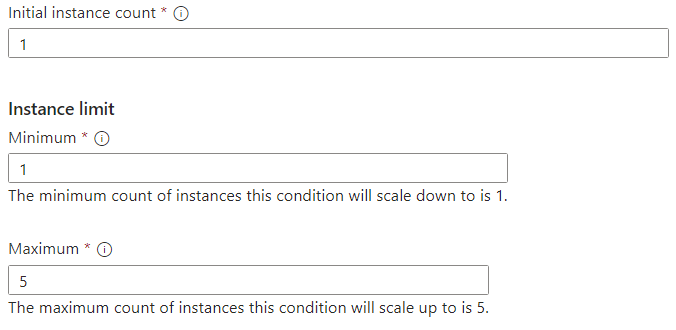 Initial instance count *
1
Instance limit
Minimum *
1
The minimum count of instances this condition will scale down to is 1.
Maximum *
5
The maximum count of instances this condition will scale up to is 5.